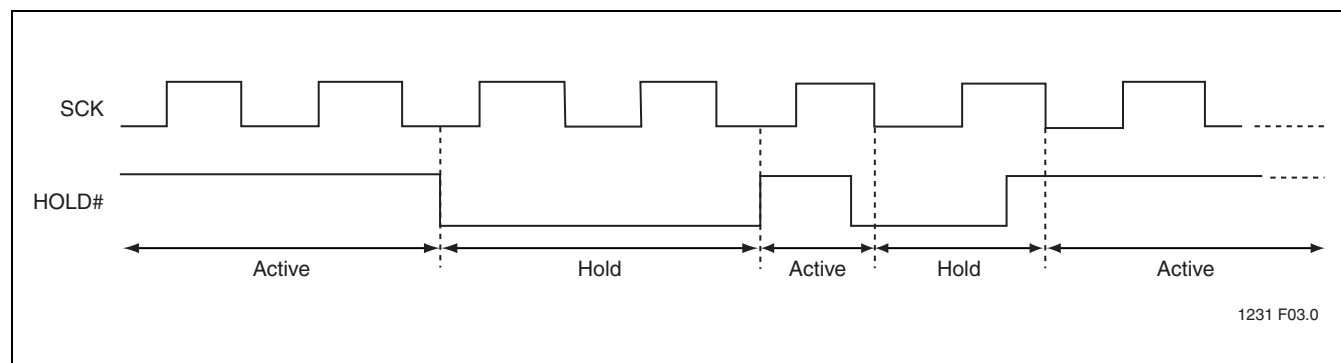 SCK
HOLD#
Active
Hold
Active
Hold
Active
1231 F03.0